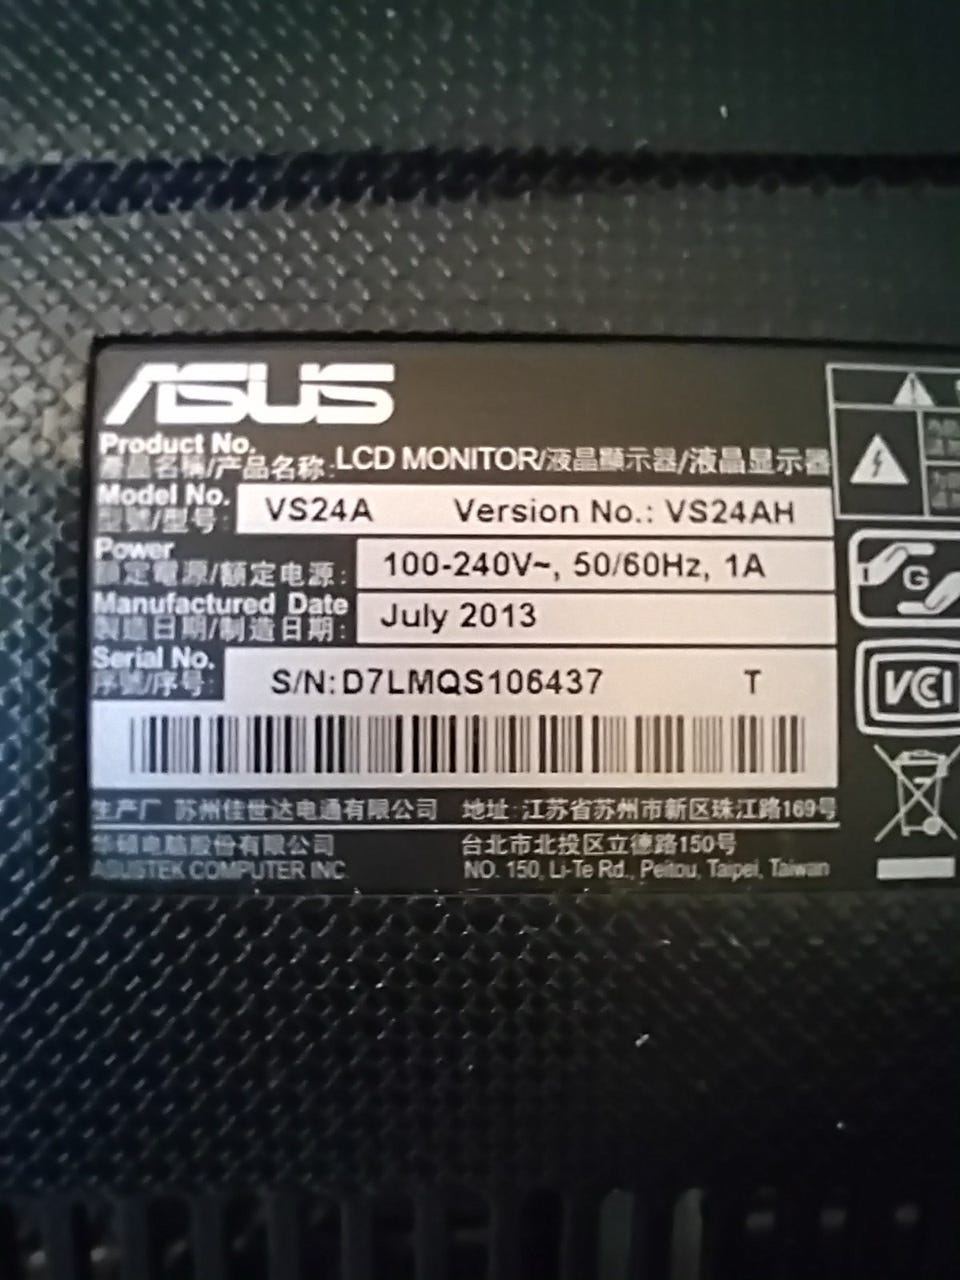 ASUS
Product No.
產品名稱/产品名称: LCD MONITOR/液晶顯示器/液晶显示器
Model No.
型號/型号: VS24A Version No.: VS24AH
Power
額定電源/额定电源: 100-240V~, 50/60Hz, 1A
Manufactured Date
製造日期/制造日期: July 2013
Serial No.
序號/序号: S/N: D7LMQS106437 T
生产厂 苏州佳世达电通有限公司 地址: 江苏省苏州市新区珠江路169号
华硕电脑股份有限公司 台北市北投区立德路150号
ASUSTEK COMPUTER INC. NO. 150, Li-Te Rd., Peitou, Taipei, Taiwan
G
VCCI